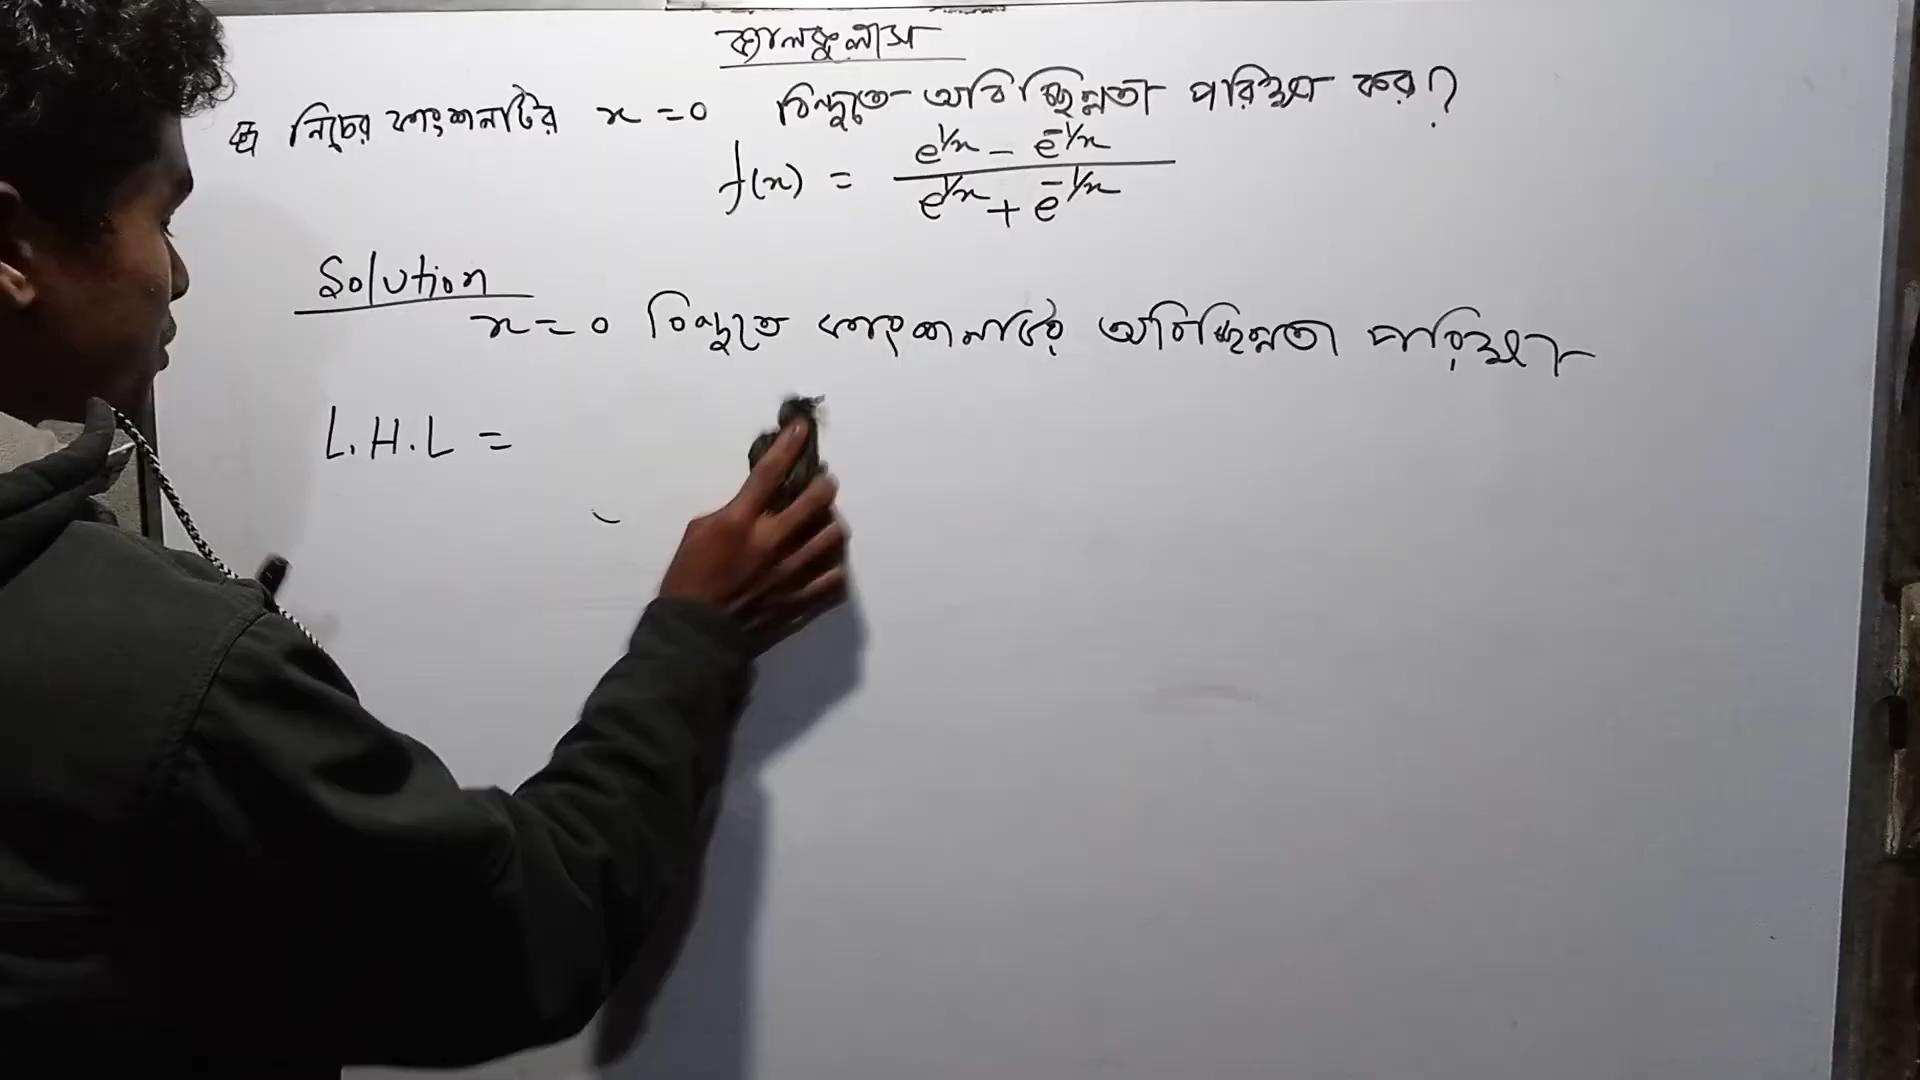 ক্যালকুলাস
নিচের ফাংশনটির x = 0 বিন্দুতে অবিচ্ছিন্নতা পরিক্ষা কর?
f(x) = (e^{1/x} - e^{-1/x}) / (e^{1/x} + e^{-1/x})
Solution
x = 0 বিন্দুতে ফাংশনটির অবিচ্ছিন্নতা পরিক্ষা
L.H.L =